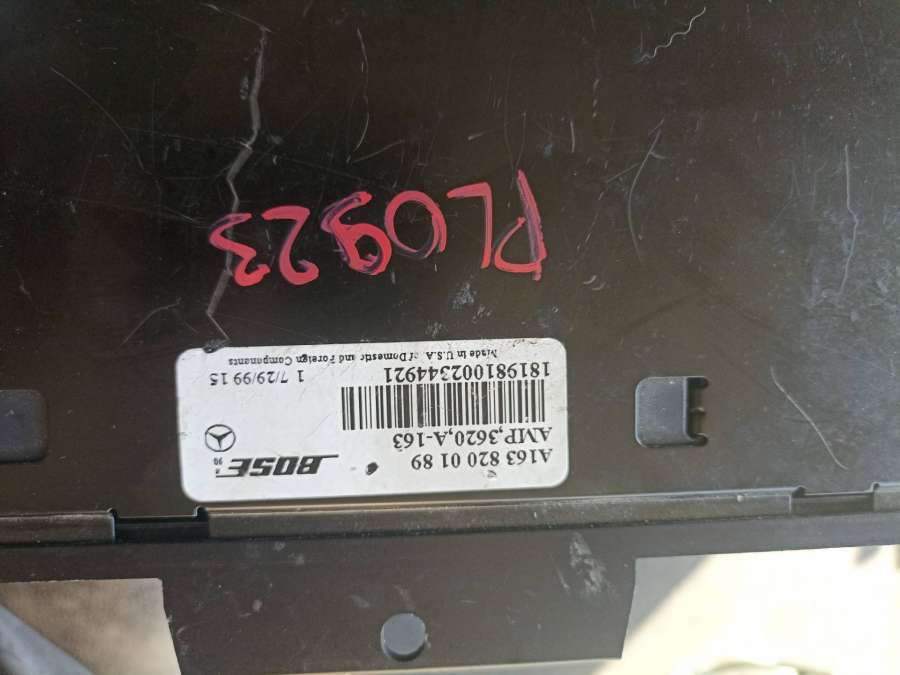 A163 820 01 89 BOSE
AMP,3620,A-163
1819981002344921 1 7/29/99 15
Made in U.S.A. of Domestic and Foreign Components
PL0923